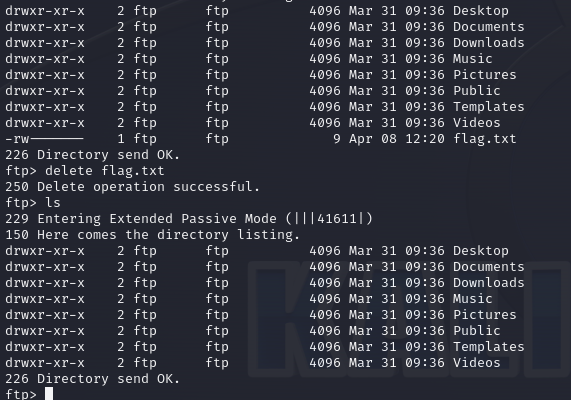 drwxr-xr-x    2 ftp      ftp          4096 Mar 31 09:36 Desktop
drwxr-xr-x    2 ftp      ftp          4096 Mar 31 09:36 Documents
drwxr-xr-x    2 ftp      ftp          4096 Mar 31 09:36 Downloads
drwxr-xr-x    2 ftp      ftp          4096 Mar 31 09:36 Music
drwxr-xr-x    2 ftp      ftp          4096 Mar 31 09:36 Pictures
drwxr-xr-x    2 ftp      ftp          4096 Mar 31 09:36 Public
drwxr-xr-x    2 ftp      ftp          4096 Mar 31 09:36 Templates
drwxr-xr-x    2 ftp      ftp          4096 Mar 31 09:36 Videos
-rw-------    1 ftp      ftp             9 Apr 08 12:20 flag.txt
226 Directory send OK.
ftp> delete flag.txt
250 Delete operation successful.
ftp> ls
229 Entering Extended Passive Mode (|||41611|)
150 Here comes the directory listing.
drwxr-xr-x    2 ftp      ftp          4096 Mar 31 09:36 Desktop
drwxr-xr-x    2 ftp      ftp          4096 Mar 31 09:36 Documents
drwxr-xr-x    2 ftp      ftp          4096 Mar 31 09:36 Downloads
drwxr-xr-x    2 ftp      ftp          4096 Mar 31 09:36 Music
drwxr-xr-x    2 ftp      ftp          4096 Mar 31 09:36 Pictures
drwxr-xr-x    2 ftp      ftp          4096 Mar 31 09:36 Public
drwxr-xr-x    2 ftp      ftp          4096 Mar 31 09:36 Templates
drwxr-xr-x    2 ftp      ftp          4096 Mar 31 09:36 Videos
226 Directory send OK.
ftp>